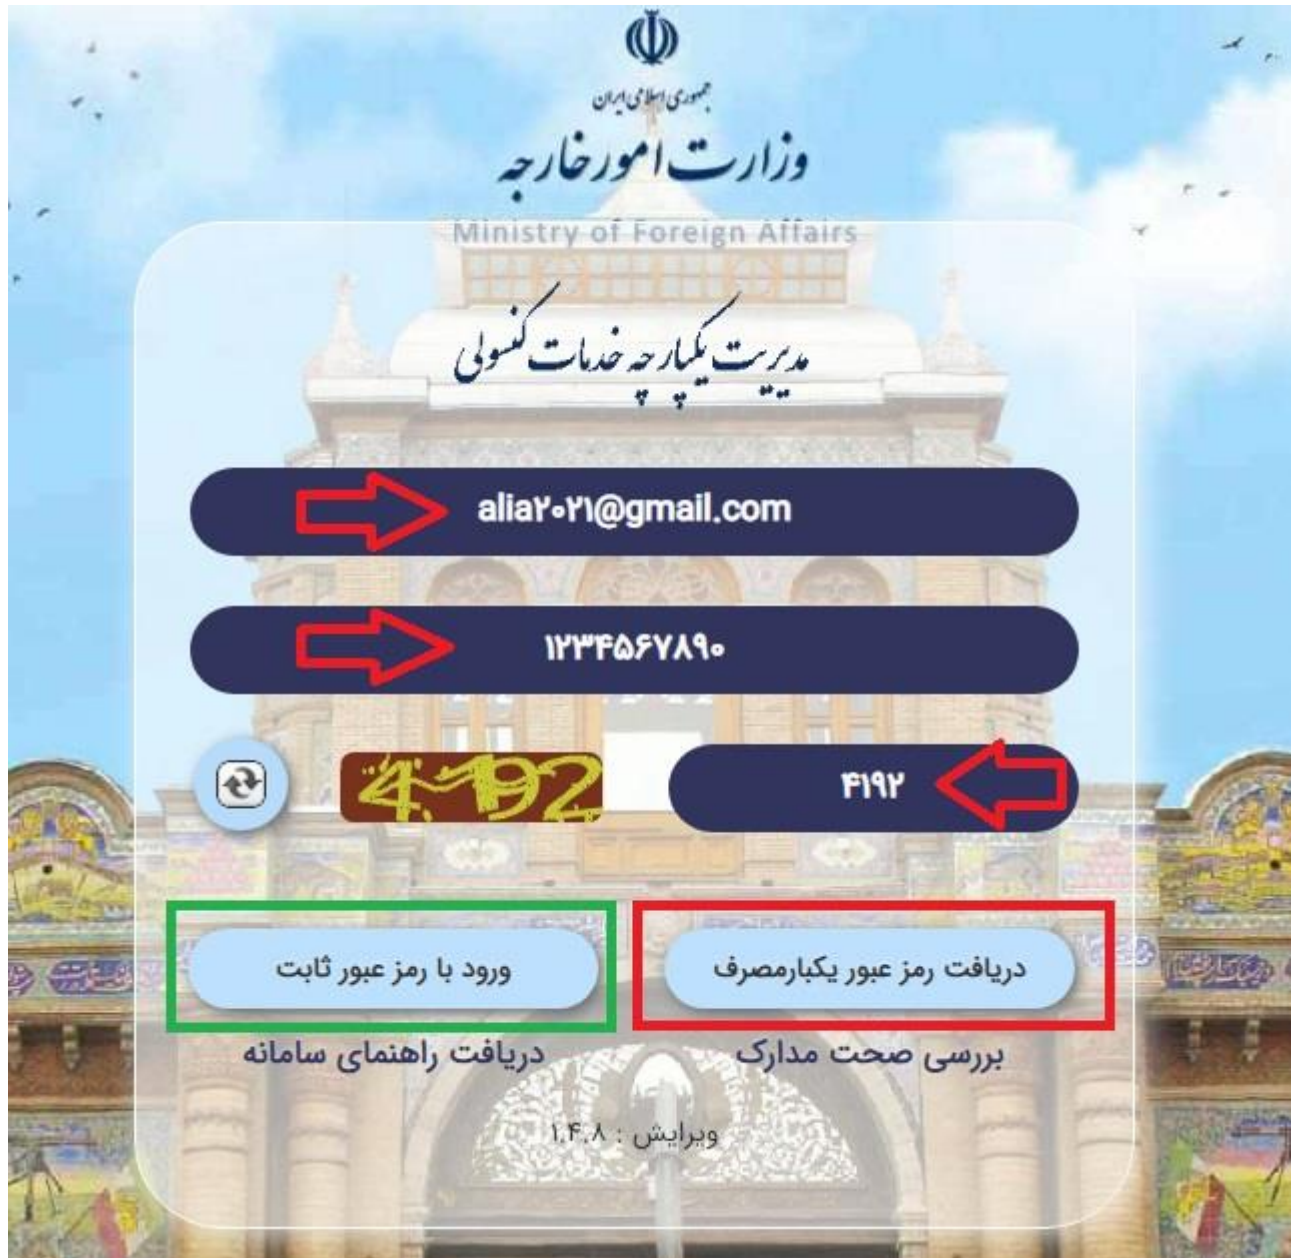 جمهوری اسلامی ایران
وزارت امور خارجه
Ministry of Foreign Affairs
مدیریت یکپارچه خدمات کنسولی
alia۲۰۲۱@gmail.com
۱۲۳۴۵۶۷۸۹۰
۴۱۹۲
4192
دریافت رمز عبور یکبارمصرف
ورود با رمز عبور ثابت
بررسی صحت مدارک
دریافت راهنمای سامانه
ویرایش : ۱.۴.۸